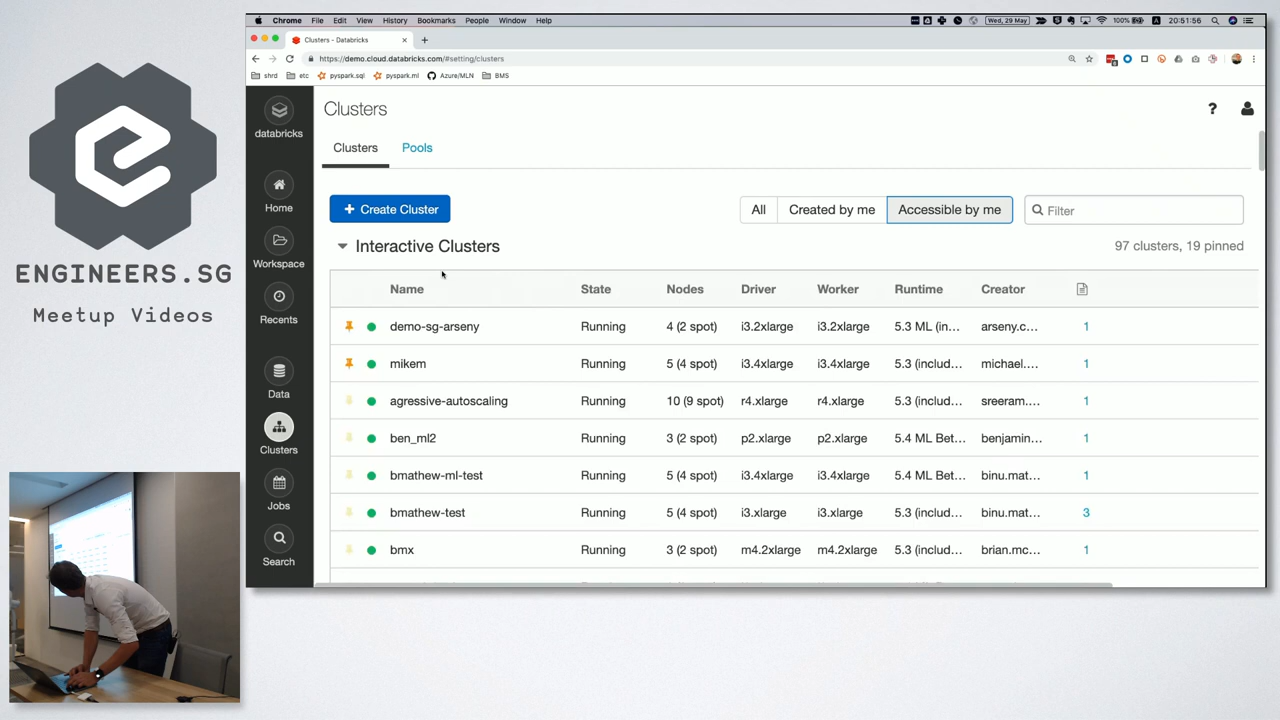 Chrome File Edit View History Bookmarks People Window Help
100% Wed, 29 May 20:51:56
Clusters - Databricks
https://demo.cloud.databricks.com/#setting/clusters
shrd etc pyspark.sql pyspark.ml Azure/MLN BMS
databricks
Home
Workspace
Recents
Data
Clusters
Jobs
Search
Clusters
Clusters Pools
+ Create Cluster
All Created by me Accessible by me Filter
Interactive Clusters 97 clusters, 19 pinned
Name State Nodes Driver Worker Runtime Creator
demo-sg-arseny Running 4 (2 spot) i3.2xlarge i3.2xlarge 5.3 ML (in... arseny.c... 1
mikem Running 5 (4 spot) i3.4xlarge i3.4xlarge 5.3 (includ... michael.... 1
agressive-autoscaling Running 10 (9 spot) r4.xlarge r4.xlarge 5.3 (includ... sreeram.... 1
ben_ml2 Running 3 (2 spot) p2.xlarge p2.xlarge 5.4 ML Bet... benjamin... 1
bmathew-ml-test Running 5 (4 spot) i3.4xlarge i3.4xlarge 5.4 ML Bet... binu.mat... 1
bmathew-test Running 5 (4 spot) i3.xlarge i3.xlarge 5.3 (includ... binu.mat... 3
bmx Running 3 (2 spot) m4.2xlarge m4.2xlarge 5.3 (includ... brian.mc... 1
ENGINEERS.SG
Meetup Videos